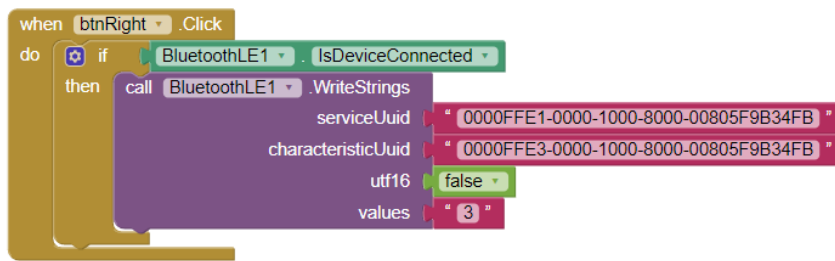 when btnRight .Click
do if BluetoothLE1 . IsDeviceConnected
then call BluetoothLE1 .WriteStrings
serviceUuid " 0000FFE1-0000-1000-8000-00805F9B34FB "
characteristicUuid " 0000FFE3-0000-1000-8000-00805F9B34FB "
utf16 false
values " 3 "